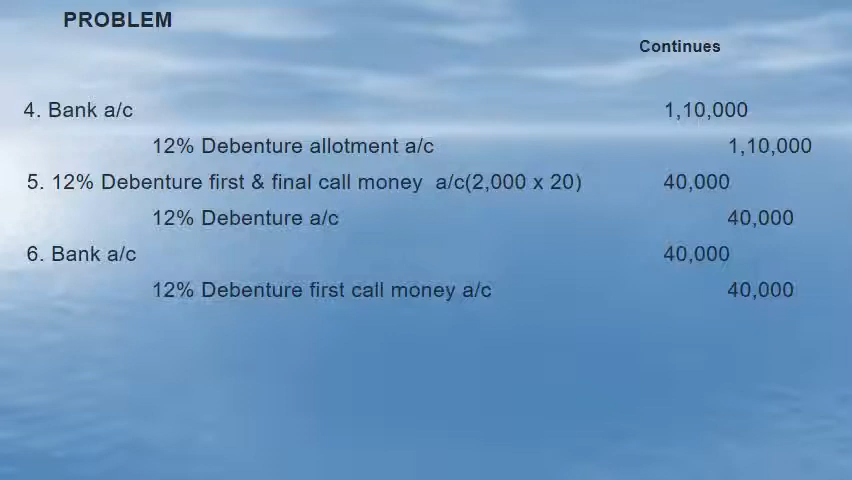 PROBLEM
Continues
4. Bank a/c 1,10,000
12% Debenture allotment a/c 1,10,000
5. 12% Debenture first & final call money a/c(2,000 x 20) 40,000
12% Debenture a/c 40,000
6. Bank a/c 40,000
12% Debenture first call money a/c 40,000